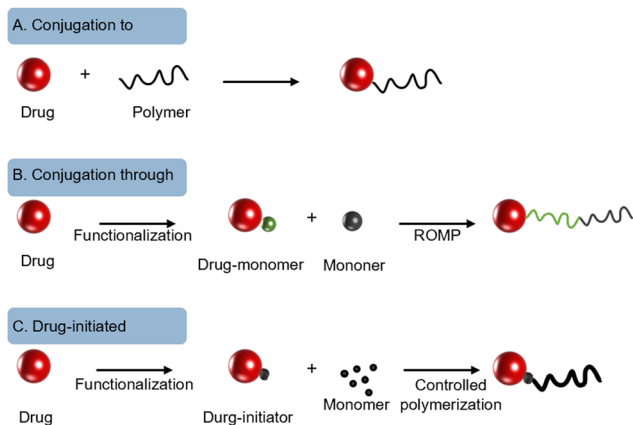 A. Conjugation to
+
Drug
Polymer
B. Conjugation through
+
Functionalization
ROMP
Drug
Drug-monomer
Mononer
C. Drug-initiated
+
Functionalization
Controlled
polymerization
Drug
Durg-initiator
Monomer